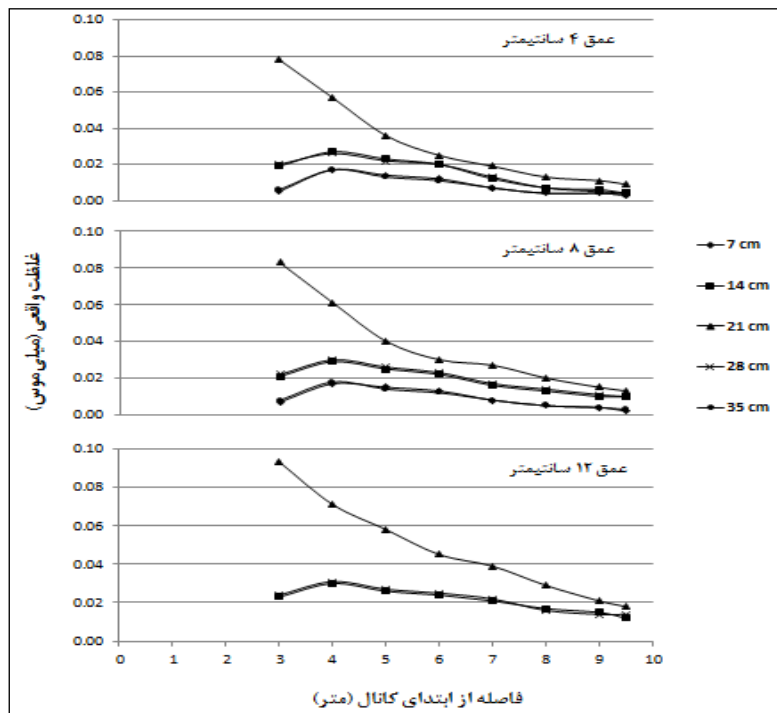 0.10
عمق ۴ سانتیمتر
0.08
0.06
0.04
0.02
0.00
0.10
عمق ۸ سانتیمتر
0.08
0.06
0.04
0.02
0.00
0.10
عمق ۱۲ سانتیمتر
0.08
0.06
0.04
0.02
0.00
0 1 2 3 4 5 6 7 8 9 10
فاصله از ابتدای کانال (متر)
غلظت واقعی (میلی موس)
7 cm
14 cm
21 cm
28 cm
35 cm